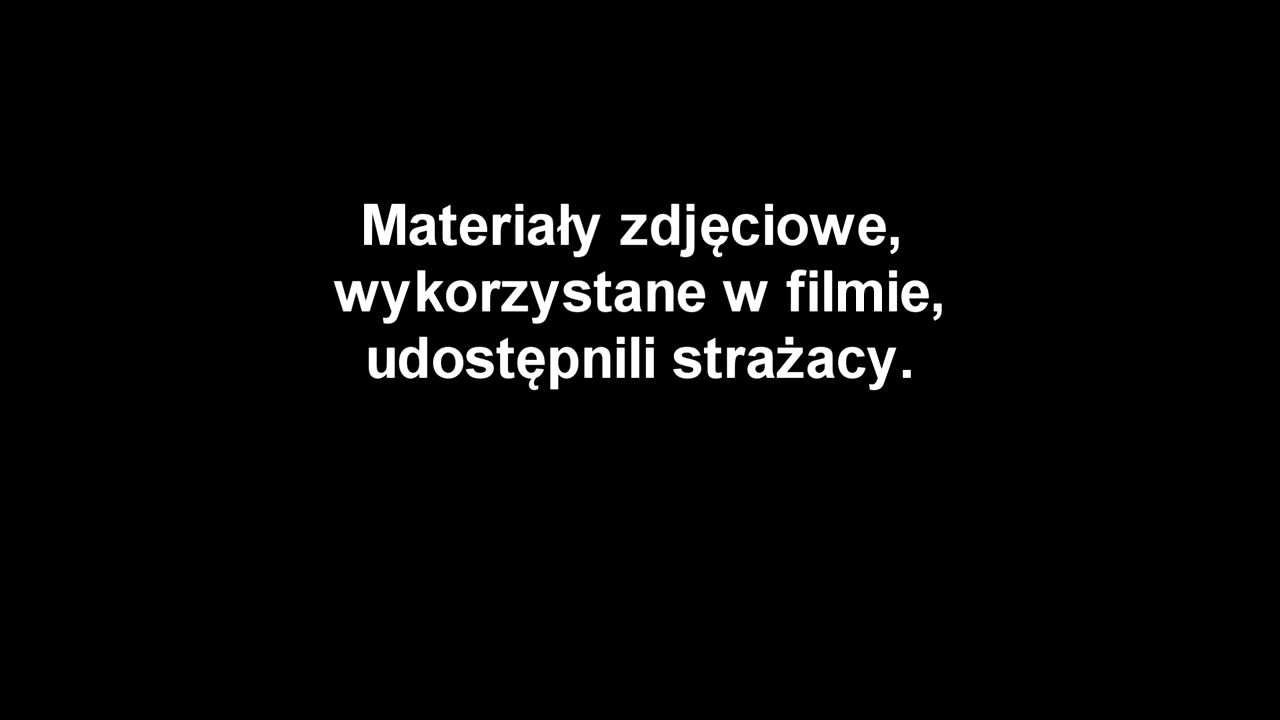 Materiały zdjęciowe,
wykorzystane w filmie,
udostępnili strażacy.